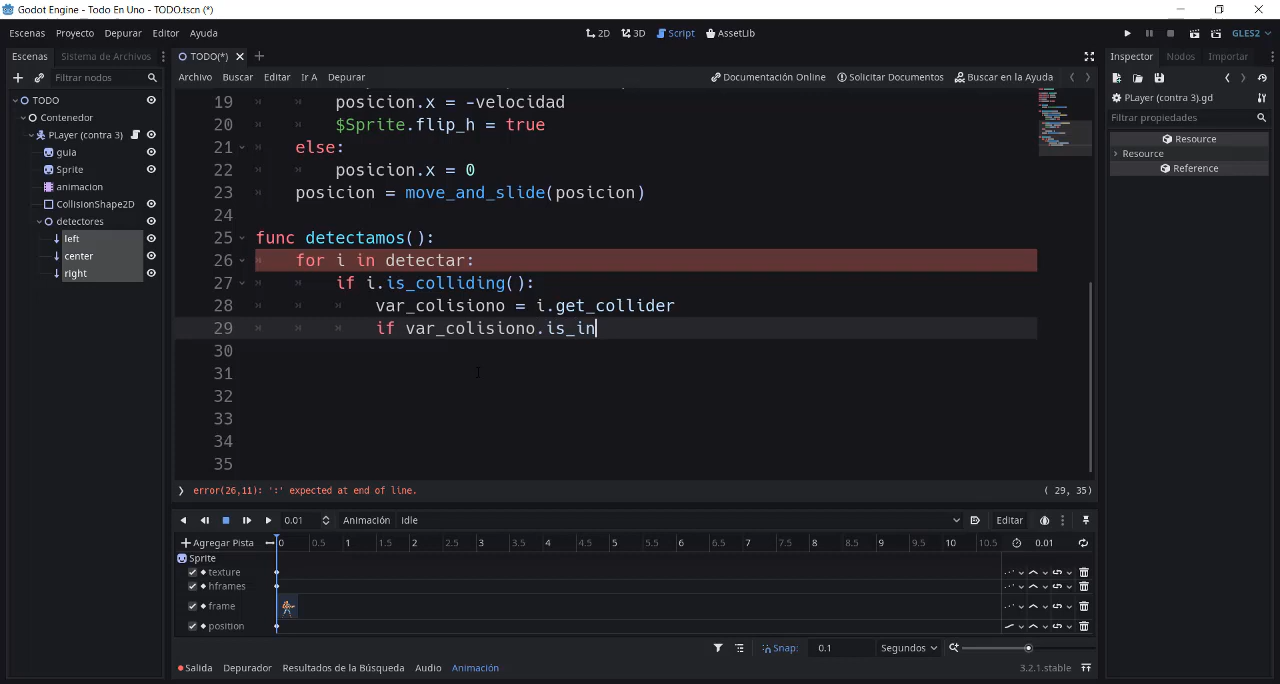 Godot Engine - Todo En Uno - TODO.tscn (*)
Escenas Proyecto Depurar Editor Ayuda 2D 3D Script AssetLib GLES2
Escenas Sistema de Archivos TODO(*) Inspector Nodos Importar
Filtrar nodos Archivo Buscar Editar Ir A Depurar Documentación Online Solicitar Documentos Buscar en la Ayuda
TODO
Contenedor
PLayer (contra 3)
guia
Sprite
animacion
CollisionShape2D
detectores
left
center
right
19 posicion.x = -velocidad
20 $Sprite.flip_h = true
21 else:
22 posicion.x = 0
23 posicion = move_and_slide(posicion)
24
25 func detectamos():
26 for i in detectar:
27 if i.is_colliding():
28 var_colisiono = i.get_collider
29 if var_colisiono.is_in
30
31
32
33
34
35
error(26,11): ':' expected at end of line. ( 29, 35)
PLayer (contra 3).gd
Filtrar propiedades
Resource
Resource
Reference
0.01 Animación Idle Editar
Agregar Pista 0 0.5 1 1.5 2 2.5 3 3.5 4 4.5 5 5.5 6 6.5 7 7.5 8 8.5 9 9.5 10 10.5 0.01
Sprite
texture
hframes
frame
position
Snap: 0.1 Segundos
Salida Depurador Resultados de la Búsqueda Audio Animación 3.2.1.stable